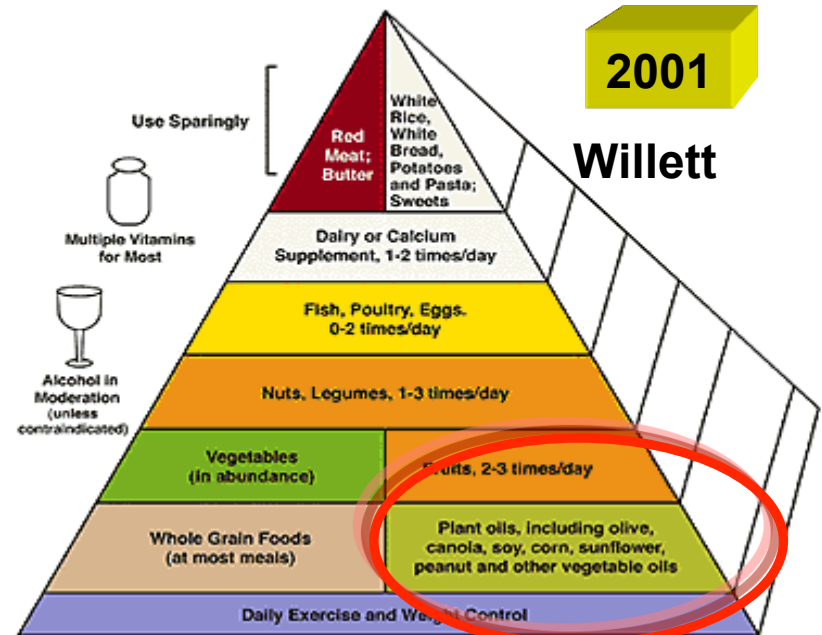 2001
Willett
Use Sparingly
Red
Meat;
Butter
White
Rice,
White
Bread,
Potatoes
and Pasta;
Sweets
Multiple Vitamins
for Most
Dairy or Calcium
Supplement, 1-2 times/day
Fish, Poultry, Eggs.
0-2 times/day
Alcohol in
Moderation
(unless
contraindicated)
Nuts, Legumes, 1-3 times/day
Vegetables
(in abundance)
Fruits, 2-3 times/day
Whole Grain Foods
(at most meals)
Plant oils, including olive,
canola, soy, corn, sunflower,
peanut and other vegetable oils
Daily Exercise and Weight Control